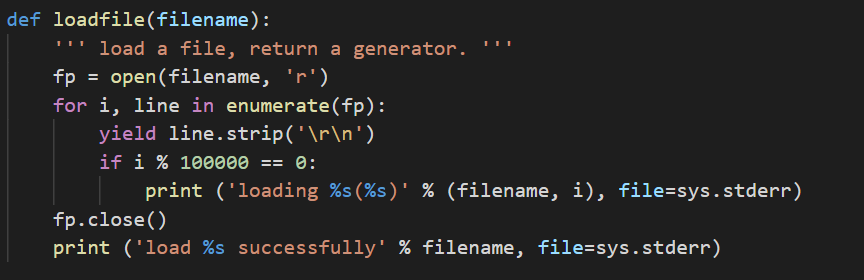 def loadfile(filename):
    ''' load a file, return a generator. '''
    fp = open(filename, 'r')
    for i, line in enumerate(fp):
        yield line.strip('\r\n')
        if i % 100000 == 0:
            print ('loading %s(%s)' % (filename, i), file=sys.stderr)
    fp.close()
    print ('load %s successfully' % filename, file=sys.stderr)